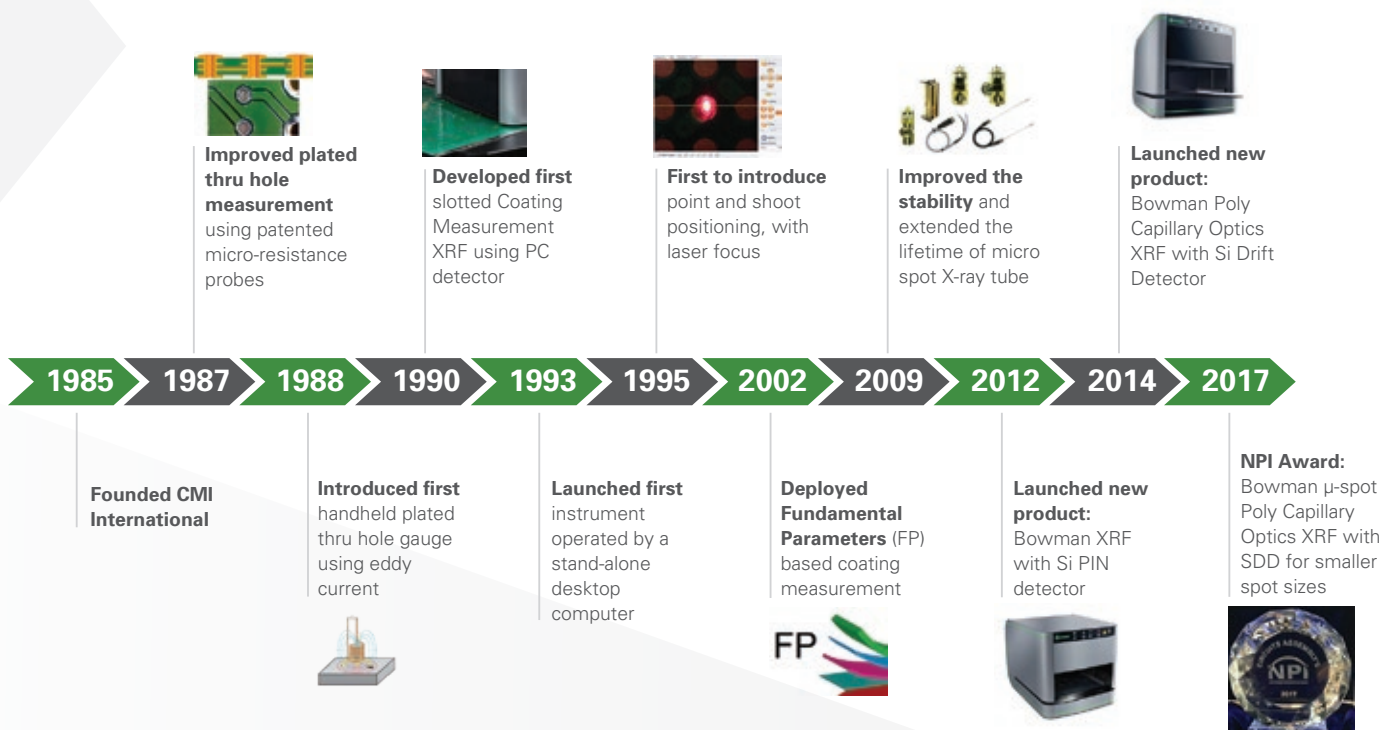 Improved plated
thru hole
measurement
using patented
micro-resistance
probes
Developed first
slotted Coating
Measurement
XRF using PC
detector
First to introduce
point and shoot
positioning, with
laser focus
Improved the
stability and
extended the
lifetime of micro
spot X-ray tube
Launched new
product:
Bowman Poly
Capillary Optics
XRF with Si Drift
Detector
1985
1987
1988
1990
1993
1995
2002
2009
2012
2014
2017
Founded CMI
International
Introduced first
handheld plated
thru hole gauge
using eddy
current
Launched first
instrument
operated by a
stand-alone
desktop
computer
Deployed
Fundamental
Parameters (FP)
based coating
measurement
FP
Launched new
product:
Bowman XRF
with Si PIN
detector
NPI Award:
Bowman µ-spot
Poly Capillary
Optics XRF with
SDD for smaller
spot sizes
CIRCUITS ASSEMBLY
NPI
2017